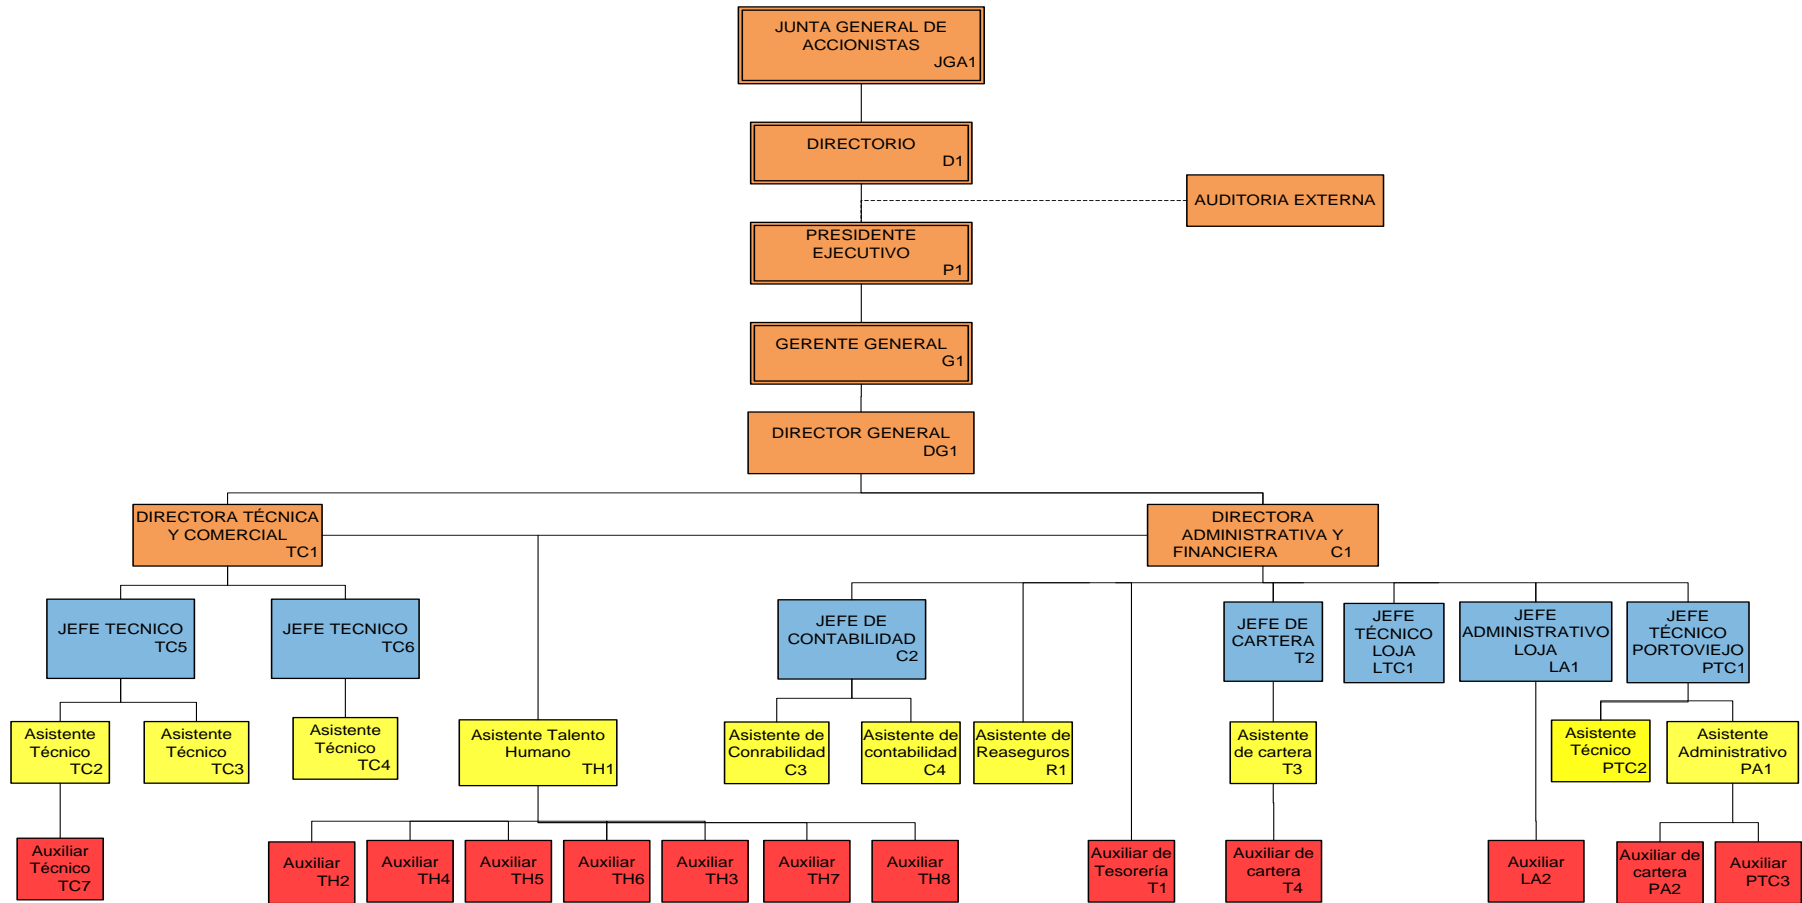 JUNTA GENERAL DE
ACCIONISTAS
JGA1
DIRECTORIO
D1
AUDITORIA EXTERNA
PRESIDENTE
EJECUTIVO
P1
GERENTE GENERAL
G1
DIRECTOR GENERAL
DG1
DIRECTORA TÉCNICA
Y COMERCIAL
TC1
DIRECTORA
ADMINISTRATIVA Y
FINANCIERA C1
JEFE TECNICO
TC5
JEFE TECNICO
TC6
JEFE DE
CONTABILIDAD
C2
JEFE DE
CARTERA
T2
JEFE
TÉCNICO
LOJA
LTC1
JEFE
ADMINISTRATIVO
LOJA
LA1
JEFE
TÉCNICO
PORTOVIEJO
PTC1
Asistente
Técnico
TC2
Asistente
Técnico
TC3
Asistente
Técnico
TC4
Asistente Talento
Humano
TH1
Asistente de
Conrabilidad
C3
Asistente de
contabilidad
C4
Asistente de
Reaseguros
R1
Asistente
de cartera
T3
Asistente
Técnico
PTC2
Asistente
Administrativo
PA1
Auxiliar
Técnico
TC7
Auxiliar
TH2
Auxiliar
TH4
Auxiliar
TH5
Auxiliar
TH6
Auxiliar
TH3
Auxiliar
TH7
Auxiliar
TH8
Auxiliar de
Tesorería
T1
Auxiliar de
cartera
T4
Auxiliar
LA2
Auxiliar de
cartera
PA2
Auxiliar
PTC3